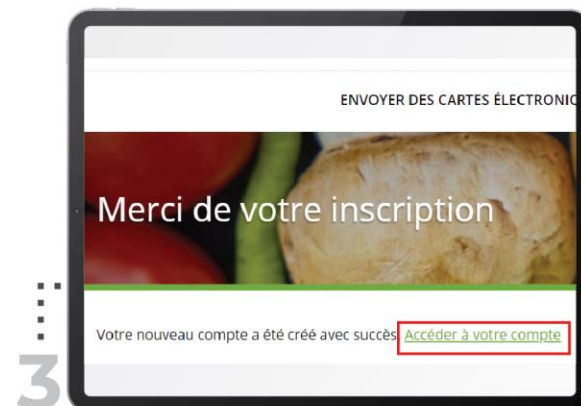 ENVOYER DES CARTES ÉLECTRONIC
Merci de votre inscription
Votre nouveau compte a été créé avec succès Accéder à votre compte
3